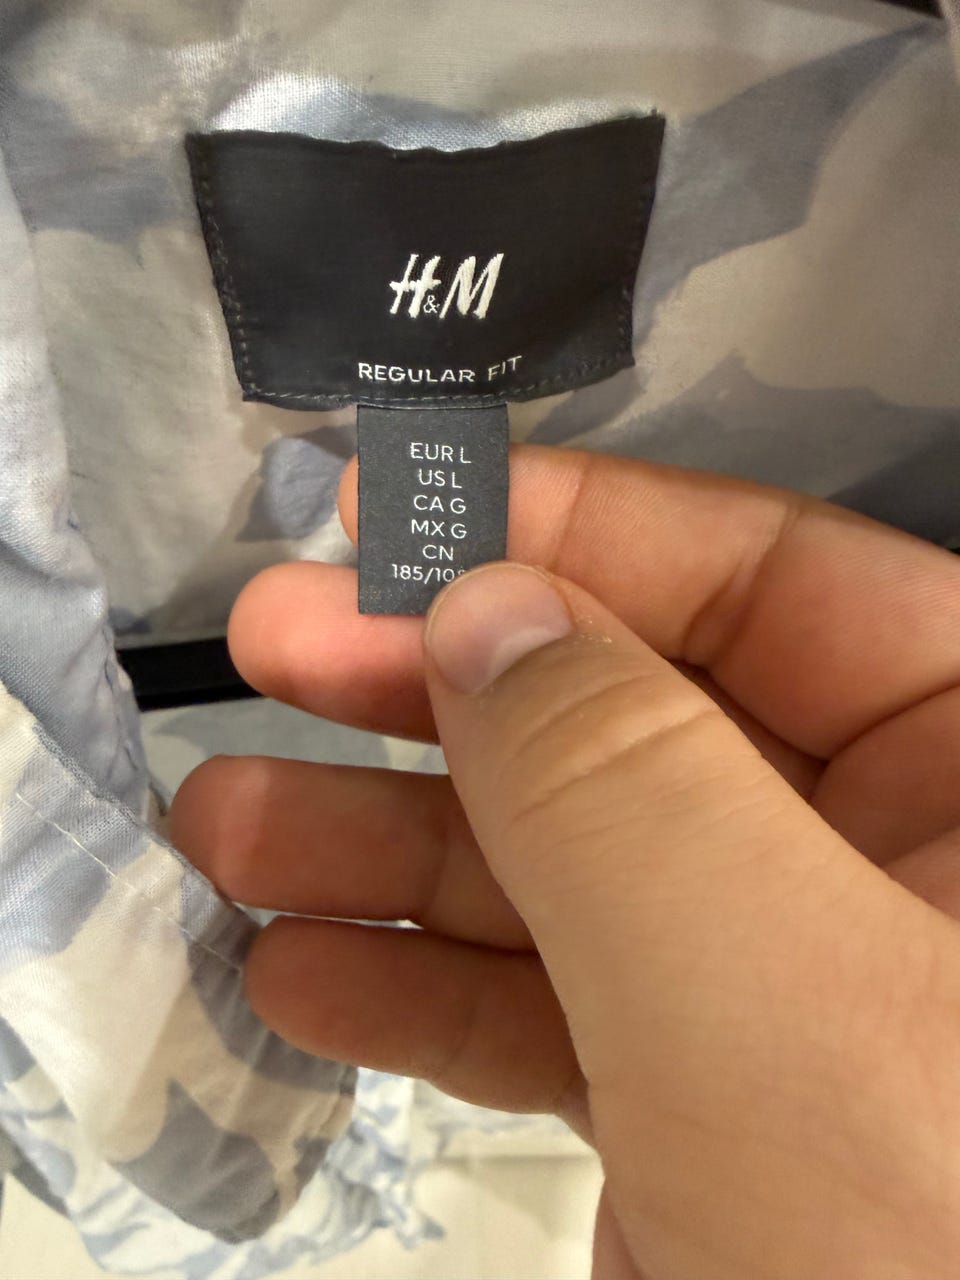 H&M
REGULAR FIT
EUR L
US L
CA G
MX G
CN